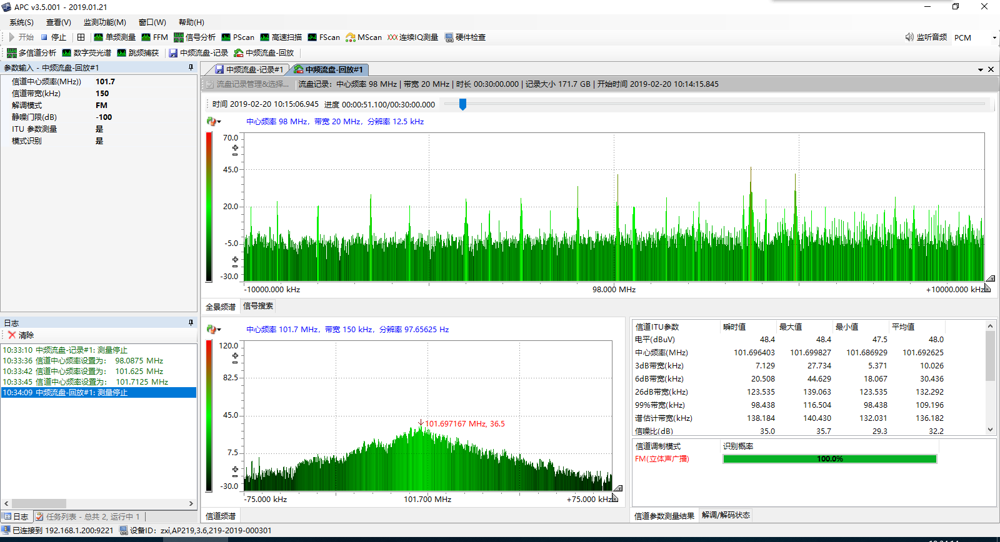 APC v3.5.001 - 2019.01.21
系统(S) 查看(V) 监测功能(M) 窗口(W) 帮助(H)
开始 停止 单频测量 FFM 信号分析 PScan 高速扫描 FScan MScan 连续IQ测量 硬件检查 监听音频 PCM
多信道分析 数字荧光谱 跳频捕获 中频流盘-记录 中频流盘-回放
参数输入 - 中频流盘-回放#1
信道中心频率(MHz)) 101.7
信道带宽(kHz) 150
解调模式 FM
静噪门限(dB) -100
ITU 参数测量 是
模式识别 是
日志
清除
10:33:10 中频流盘-记录#1: 测量停止
10:33:36 信道中心频率设置为： 98.0875 MHz
10:33:42 信道中心频率设置为： 101.625 MHz
10:33:45 信道中心频率设置为： 101.7125 MHz
10:34:09 中频流盘-回放#1: 测量停止
日志 任务列表 - 总共 2, 运行中 1
中频流盘-记录#1 中频流盘-回放#1
流盘记录管理&选择... 流盘记录：中心频率 98 MHz | 带宽 20 MHz | 时长 00:30:00.000 | 记录大小 171.7 GB | 开始时间 2019-02-20 10:14:15.845
时间 2019-02-20 10:15:06.945 进度 00:00:51.100/00:30:00.000
中心频率 98 MHz，带宽 20 MHz，分辨率 12.5 kHz
70.0
45.0
20.0
-5.0
-30.0
-10000.000 kHz 98.000 MHz +10000.000 kHz
全景频谱 信号搜索
中心频率 101.7 MHz，带宽 150 kHz，分辨率 97.65625 Hz
120.0
82.5
45.0
7.5
-30.0
101.697167 MHz, 36.5
-75.000 kHz 101.700 MHz +75.000 kHz
信道频谱
信道ITU参数 瞬时值 最大值 最小值 平均值
电平(dBuV) 48.4 48.4 47.5 48.0
中心频率(MHz) 101.696403 101.699827 101.686929 101.692625
3dB带宽(kHz) 7.129 27.734 5.371 10.026
6dB带宽(kHz) 20.508 44.629 18.067 30.436
26dB带宽(kHz) 123.535 139.063 123.535 132.292
99%带宽(kHz) 98.438 116.504 98.438 109.196
谱估计带宽(kHz) 138.184 140.430 132.031 136.182
信噪比(dB) 35.0 35.7 29.3 32.2
信道调制模式 识别概率
FM(立体声广播) 100.0%
信道参数测量结果 解调/解码状态
已连接到 192.168.1.200:9221 设备ID: zxi,AP219,3.6,219-2019-000301